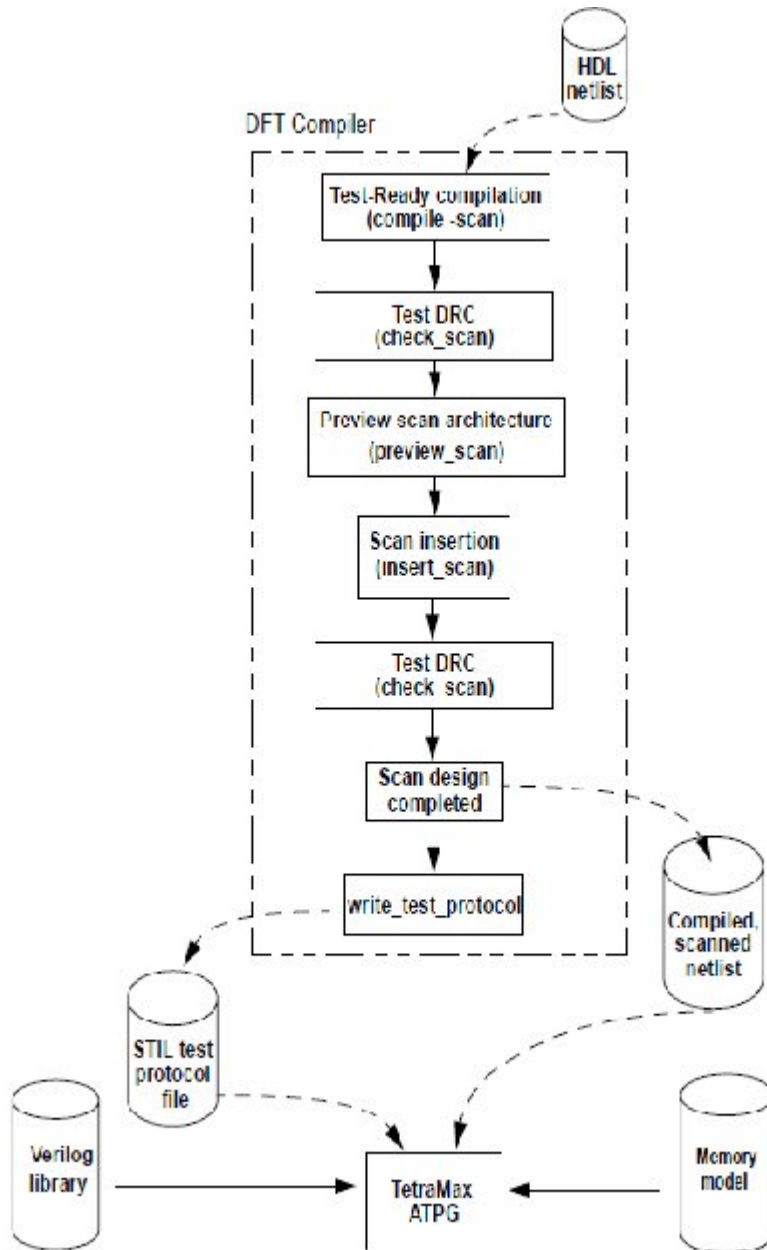 HDL
netlist
DFT Compiler
Test-Ready compilation
(compile -scan)
Test DRC
(check_scan)
Preview scan architecture
(preview_scan)
Scan insertion
(insert_scan)
Test DRC
(check_scan)
Scan design
completed
write_test_protocol
Compiled,
scanned
netlist
STIL test
protocol
file
Verilog
library
TetraMax
ATPG
Memory
model